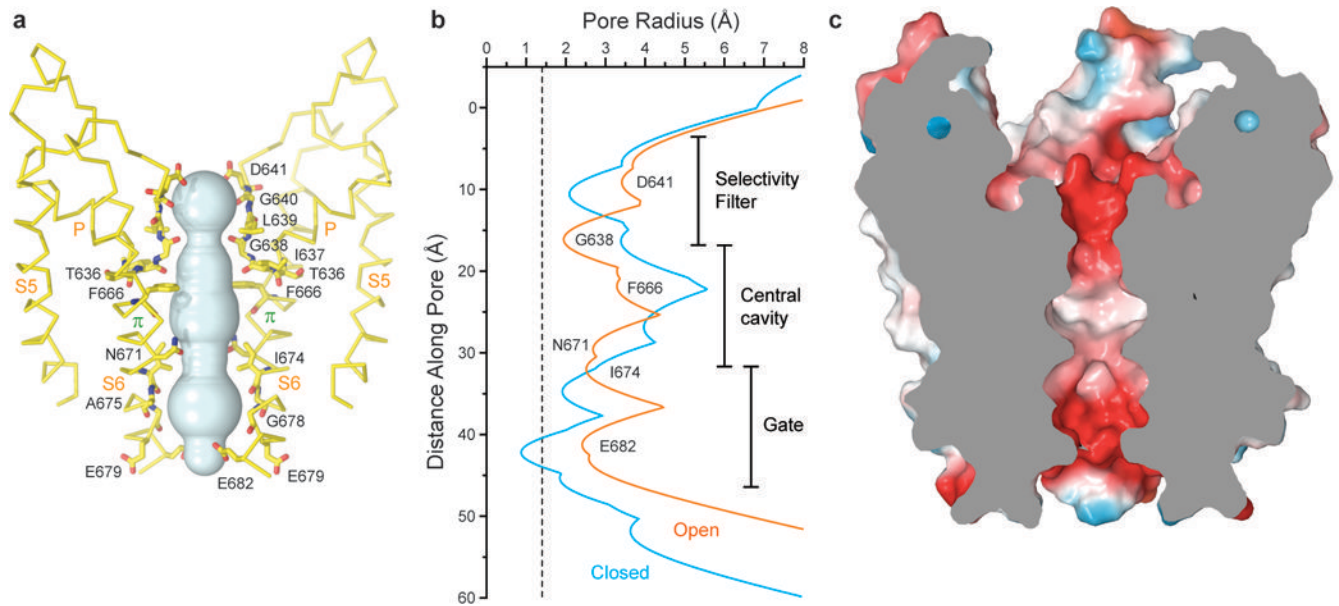 a
D641
G640
L639
P
P
G638
I637
T636
T636
S5
S5
F666
F666
π
π
N671
I674
S6
S6
A675
G678
E679
E682
E679
b
Pore Radius (Å)
0 1 2 3 4 5 6 7 8
Distance Along Pore (Å)
0
10
20
30
40
50
60
D641
G638
F666
N671
I674
E682
Selectivity
Filter
Central
cavity
Gate
Open
Closed
c